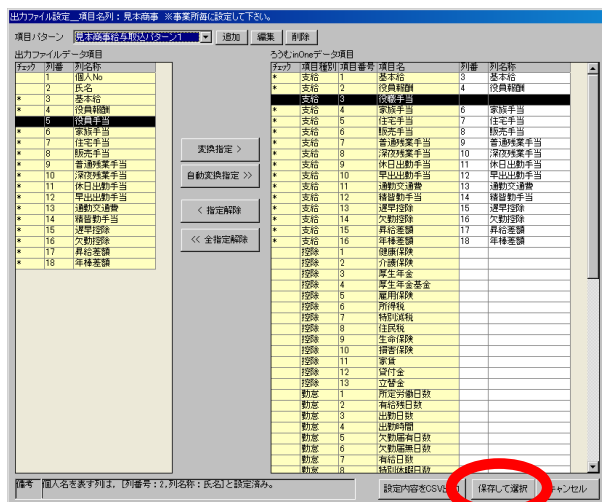 出力ファイル設定__項目名列：見本商事　※事業所毎に設定して下さい。
項目パターン 見本商事給与取込パターン1 追加 編集 削除
出力ファイルデータ項目
チェック 列番 列名称
1 個人No
2 氏名
* 3 基本給
* 4 役員報酬
5 役員手当
* 6 家族手当
* 7 住宅手当
* 8 販売手当
* 9 普通残業手当
* 10 深夜残業手当
* 11 休日出勤手当
* 12 早出出勤手当
* 13 通勤交通費
* 14 精皆勤手当
* 15 遅早控除
* 16 欠勤控除
* 17 昇給差額
* 18 年棒差額
変換指定 >
自動変換指定 >>
< 指定解除
<< 全指定解除
ろうむinOneデータ項目
チェック 項目種別 項目番号 項目名 列番 列名称
* 支給 1 基本給 3 基本給
* 支給 2 役員報酬 4 役員報酬
支給 3 役職手当
* 支給 4 家族手当 6 家族手当
* 支給 5 住宅手当 7 住宅手当
* 支給 6 販売手当 8 販売手当
* 支給 7 普通残業手当 9 普通残業手当
* 支給 8 深夜残業手当 10 深夜残業手当
* 支給 9 休日出勤手当 11 休日出勤手当
* 支給 10 早出出勤手当 12 早出出勤手当
* 支給 11 通勤交通費 13 通勤交通費
* 支給 12 精皆勤手当 14 精皆勤手当
* 支給 13 遅早控除 15 遅早控除
* 支給 14 欠勤控除 16 欠勤控除
* 支給 15 昇給差額 17 昇給差額
* 支給 16 年棒差額 18 年棒差額
控除 1 健康保険
控除 2 介護保険
控除 3 厚生年金
控除 4 厚生年金基金
控除 5 雇用保険
控除 6 所得税
控除 7 特別減税
控除 8 住民税
控除 9 生命保険
控除 10 損害保険
控除 11 家賃
控除 12 貸付金
控除 13 立替金
勤怠 1 所定労働日数
勤怠 2 有給残日数
勤怠 3 出勤日数
勤怠 4 出勤時間
勤怠 5 欠勤届有日数
勤怠 6 欠勤届無日数
勤怠 7 有給日数
勤怠 8 特別休暇日数
備考 個人名を表す列は、[列番号：2,列名称：氏名]と設定済み。
設定内容をCSV出力 保存して選択 キャンセル